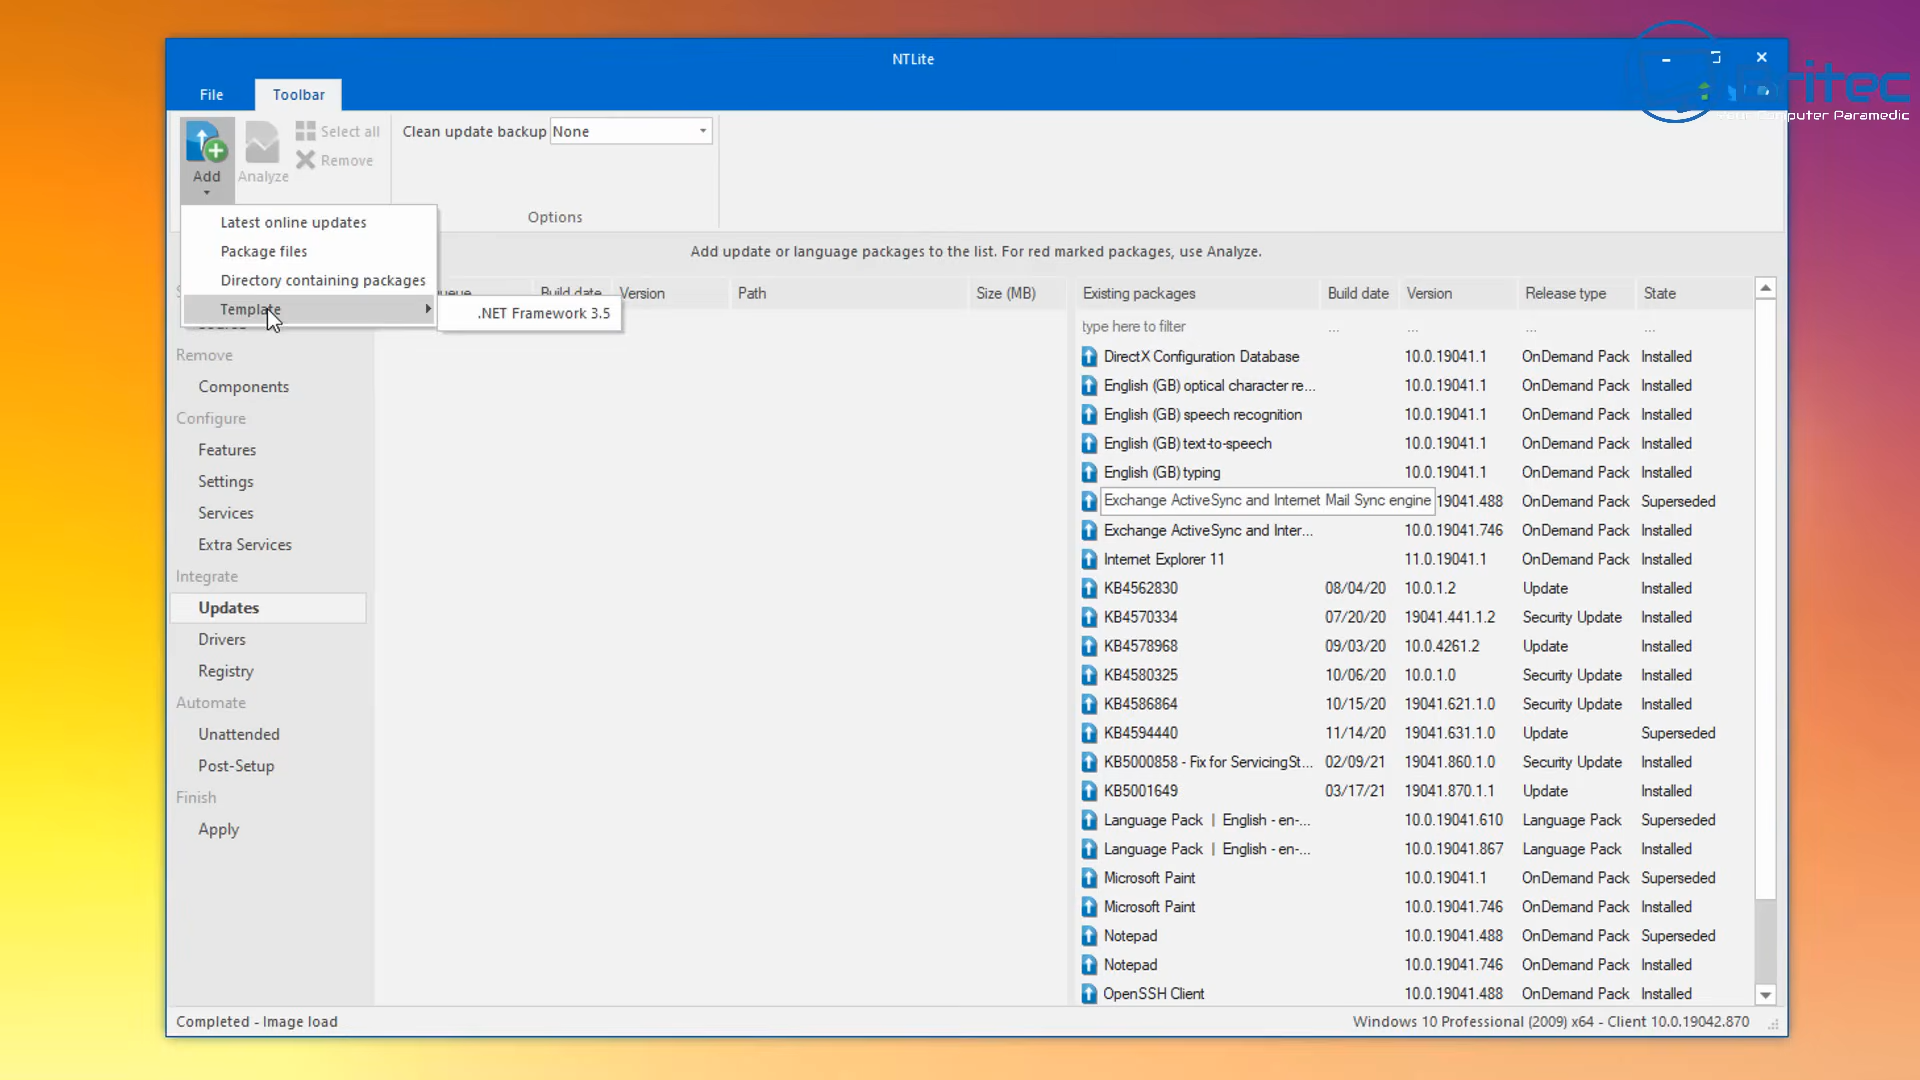 NTLite
Britec
Your Computer Paramedic
File
Toolbar
Add
Analyze
Select all
Remove
Clean update backup
None
Options
Latest online updates
Package files
Directory containing packages
Template
.NET Framework 3.5
Add update or language packages to the list. For red marked packages, use Analyze.
Build date
Version
Path
Size (MB)
Remove
Components
Configure
Features
Settings
Services
Extra Services
Integrate
Updates
Drivers
Registry
Automate
Unattended
Post-Setup
Finish
Apply
Existing packages Build date Version Release type State
type here to filter ... ... ... ...
DirectX Configuration Database 10.0.19041.1 OnDemand Pack Installed
English (GB) optical character re... 10.0.19041.1 OnDemand Pack Installed
English (GB) speech recognition 10.0.19041.1 OnDemand Pack Installed
English (GB) text-to-speech 10.0.19041.1 OnDemand Pack Installed
English (GB) typing 10.0.19041.1 OnDemand Pack Installed
Exchange ActiveSync and Internet Mail Sync engine 19041.488 OnDemand Pack Superseded
Exchange ActiveSync and Inter... 10.0.19041.746 OnDemand Pack Installed
Internet Explorer 11 11.0.19041.1 OnDemand Pack Installed
KB4562830 08/04/20 10.0.1.2 Update Installed
KB4570334 07/20/20 19041.441.1.2 Security Update Installed
KB4578968 09/03/20 10.0.4261.2 Update Installed
KB4580325 10/06/20 10.0.1.0 Security Update Installed
KB4586864 10/15/20 19041.621.1.0 Security Update Installed
KB4594440 11/14/20 19041.631.1.0 Update Superseded
KB5000858 - Fix for ServicingSt... 02/09/21 19041.860.1.0 Security Update Installed
KB5001649 03/17/21 19041.870.1.1 Update Installed
Language Pack | English - en-... 10.0.19041.610 Language Pack Superseded
Language Pack | English - en-... 10.0.19041.867 Language Pack Installed
Microsoft Paint 10.0.19041.1 OnDemand Pack Superseded
Microsoft Paint 10.0.19041.746 OnDemand Pack Installed
Notepad 10.0.19041.488 OnDemand Pack Superseded
Notepad 10.0.19041.746 OnDemand Pack Installed
OpenSSH Client 10.0.19041.488 OnDemand Pack Installed
Completed - Image load
Windows 10 Professional (2009) x64 - Client 10.0.19042.870